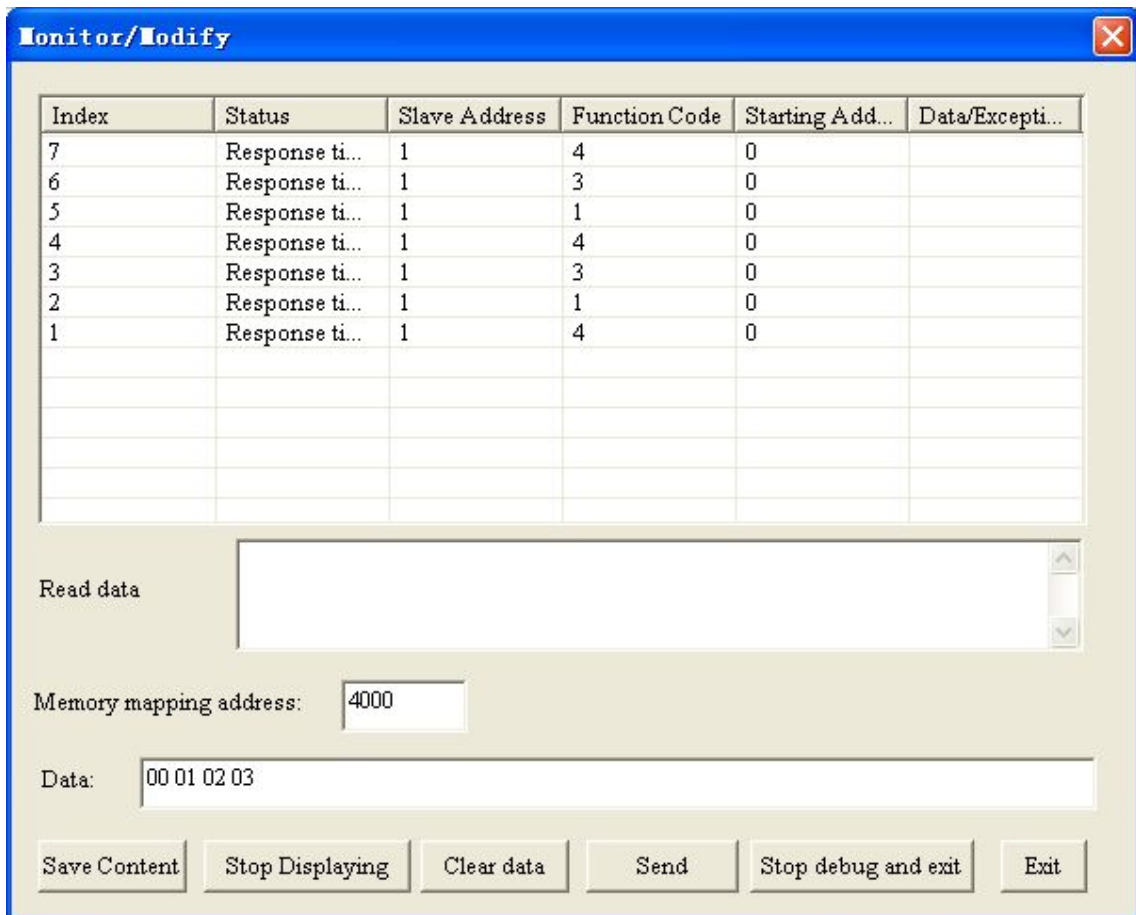 Monitor/Modify
Index Status Slave Address Function Code Starting Add... Data/Excepti...
7 Response ti... 1 4 0
6 Response ti... 1 3 0
5 Response ti... 1 1 0
4 Response ti... 1 4 0
3 Response ti... 1 3 0
2 Response ti... 1 1 0
1 Response ti... 1 4 0
Read data
Memory mapping address: 4000
Data: 00 01 02 03
Save Content Stop Displaying Clear data Send Stop debug and exit Exit